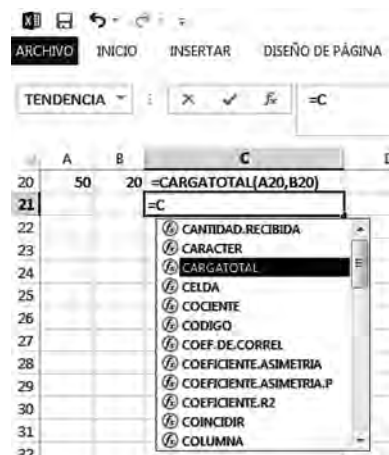 ARCHIVO INICIO INSERTAR DISEÑO DE PÁGINA
TENDENCIA fx =C
A B C
20 50 20 =CARGATOTAL(A20,B20)
21 =C
22 CANTIDAD.RECIBIDA
23 CARACTER
24 CARGATOTAL
25 CELDA
COCIENTE
26 CODIGO
27 COEF.DE.CORREL
28 COEFICIENTE.ASIMETRIA
29 COEFICIENTE.ASIMETRIA.P
30 COEFICIENTE.R2
31 COINCIDIR
32 COLUMNA